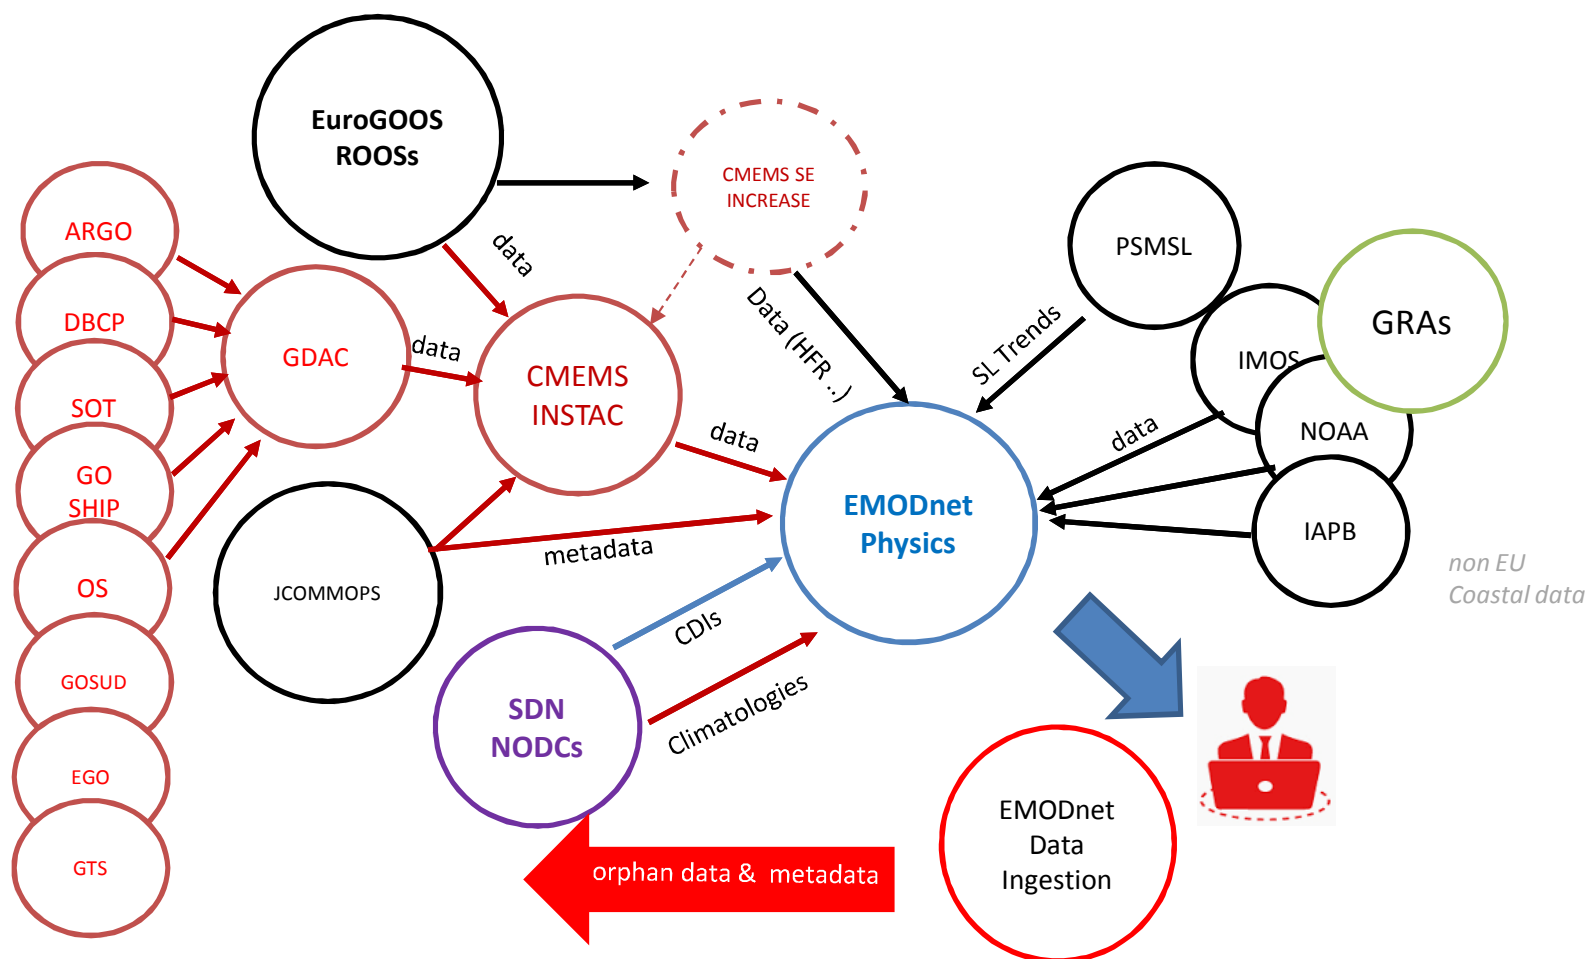 EuroGOOS
ROOSs
CMEMS SE
INCREASE
ARGO
DBCP
SOT
GO
SHIP
OS
GOSUD
EGO
GTS
GDAC
data
data
CMEMS
INSTAC
Data (HFR ..)
data
JCOMMOPS
metadata
SDN
NODCs
CDIs
Climatologies
EMODnet
Physics
PSMSL
SL Trends
IMOS
GRAs
NOAA
data
IAPB
non EU
Coastal data
EMODnet
Data
Ingestion
orphan data & metadata